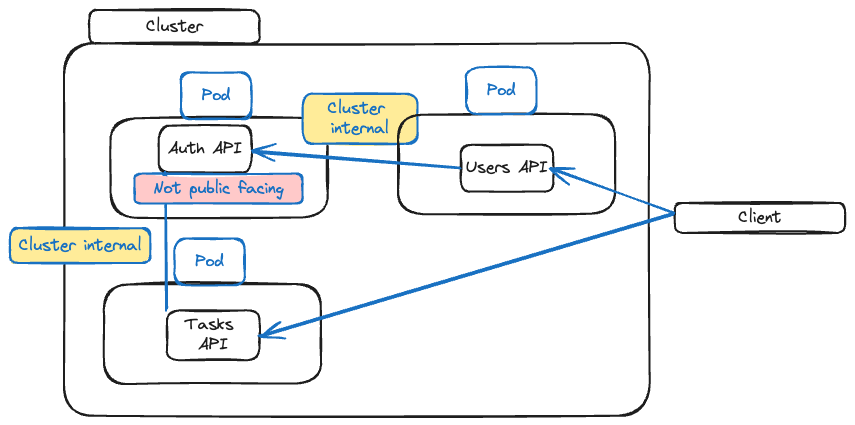 Cluster
Pod
Pod
Cluster
internal
Auth API
Users API
Not public facing
Client
Cluster internal
Pod
Tasks
API